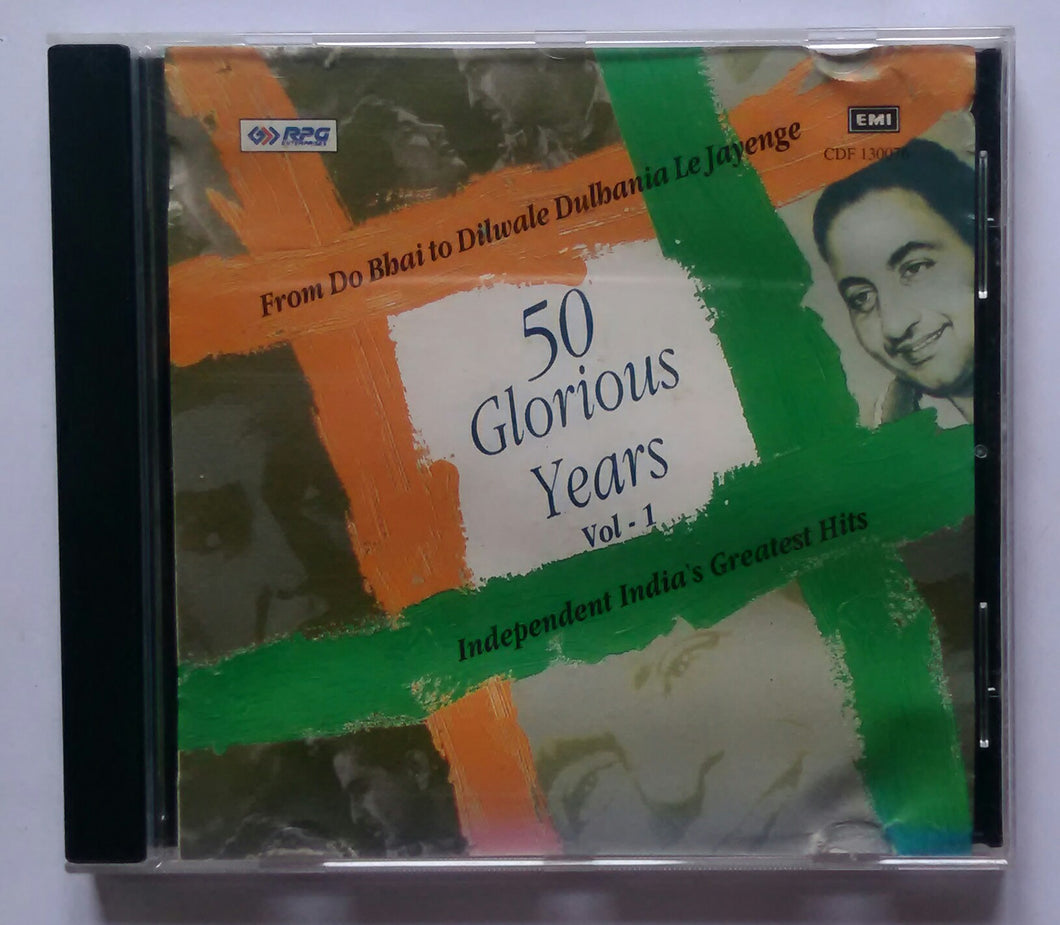 RPG
ENTERPRISES
EMI
CDF 130076
From Do Bhai to Dilwale Dulhania Le Jayenge
50
Glorious
Years
Vol - 1
Independent India's Greatest Hits